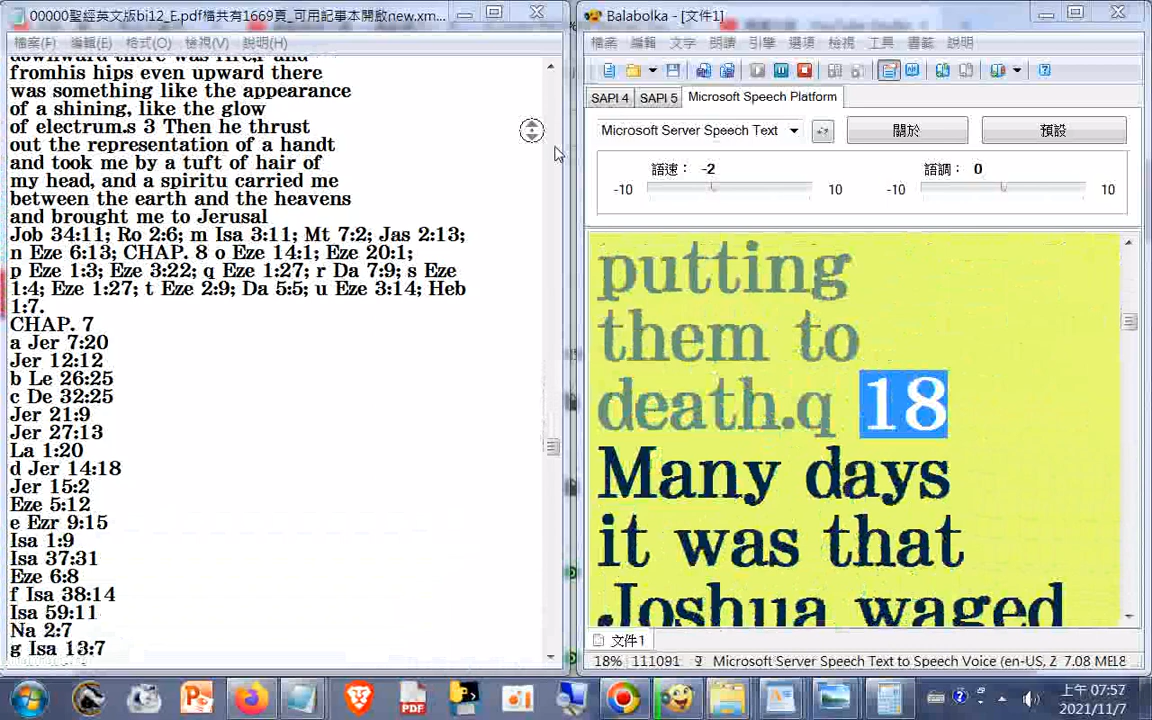 00000聖經英文版bi12_E.pdf檔共有1669頁_可用記事本開啟new.xm...
檔案(F) 編輯(E) 格式(O) 檢視(V) 說明(H)
downward there was fire,r and
fromhis hips even upward there
was something like the appearance
of a shining, like the glow
of electrum.s 3 Then he thrust
out the representation of a handt
and took me by a tuft of hair of
my head, and a spiritu carried me
between the earth and the heavens
and brought me to Jerusal
Job 34:11; Ro 2:6; m Isa 3:11; Mt 7:2; Jas 2:13;
n Eze 6:13; CHAP. 8 o Eze 14:1; Eze 20:1;
p Eze 1:3; Eze 3:22; q Eze 1:27; r Da 7:9; s Eze
1:4; Eze 1:27; t Eze 2:9; Da 5:5; u Eze 3:14; Heb
1:7.
CHAP. 7
a Jer 7:20
Jer 12:12
b Le 26:25
c De 32:25
Jer 21:9
Jer 27:13
La 1:20
d Jer 14:18
Jer 15:2
Eze 5:12
e Ezr 9:15
Isa 1:9
Isa 37:31
Eze 6:8
f Isa 38:14
Isa 59:11
Na 2:7
g Isa 13:7
Balabolka - [文件1]
檔案 編輯 文字 朗讀 引擎 選項 檢視 工具 書籤 說明
SAPI 4 SAPI 5 Microsoft Speech Platform
Microsoft Server Speech Text 關於 預設
語速： -2 語調： 0
-10 10 -10 10
putting
them to
death.q 18
Many days
it was that
Joshua waged
文件1
18% 111091 Microsoft Server Speech Text to Speech Voice (en-US, Z 7.08 MEL8
上午 07:57
2021/11/7